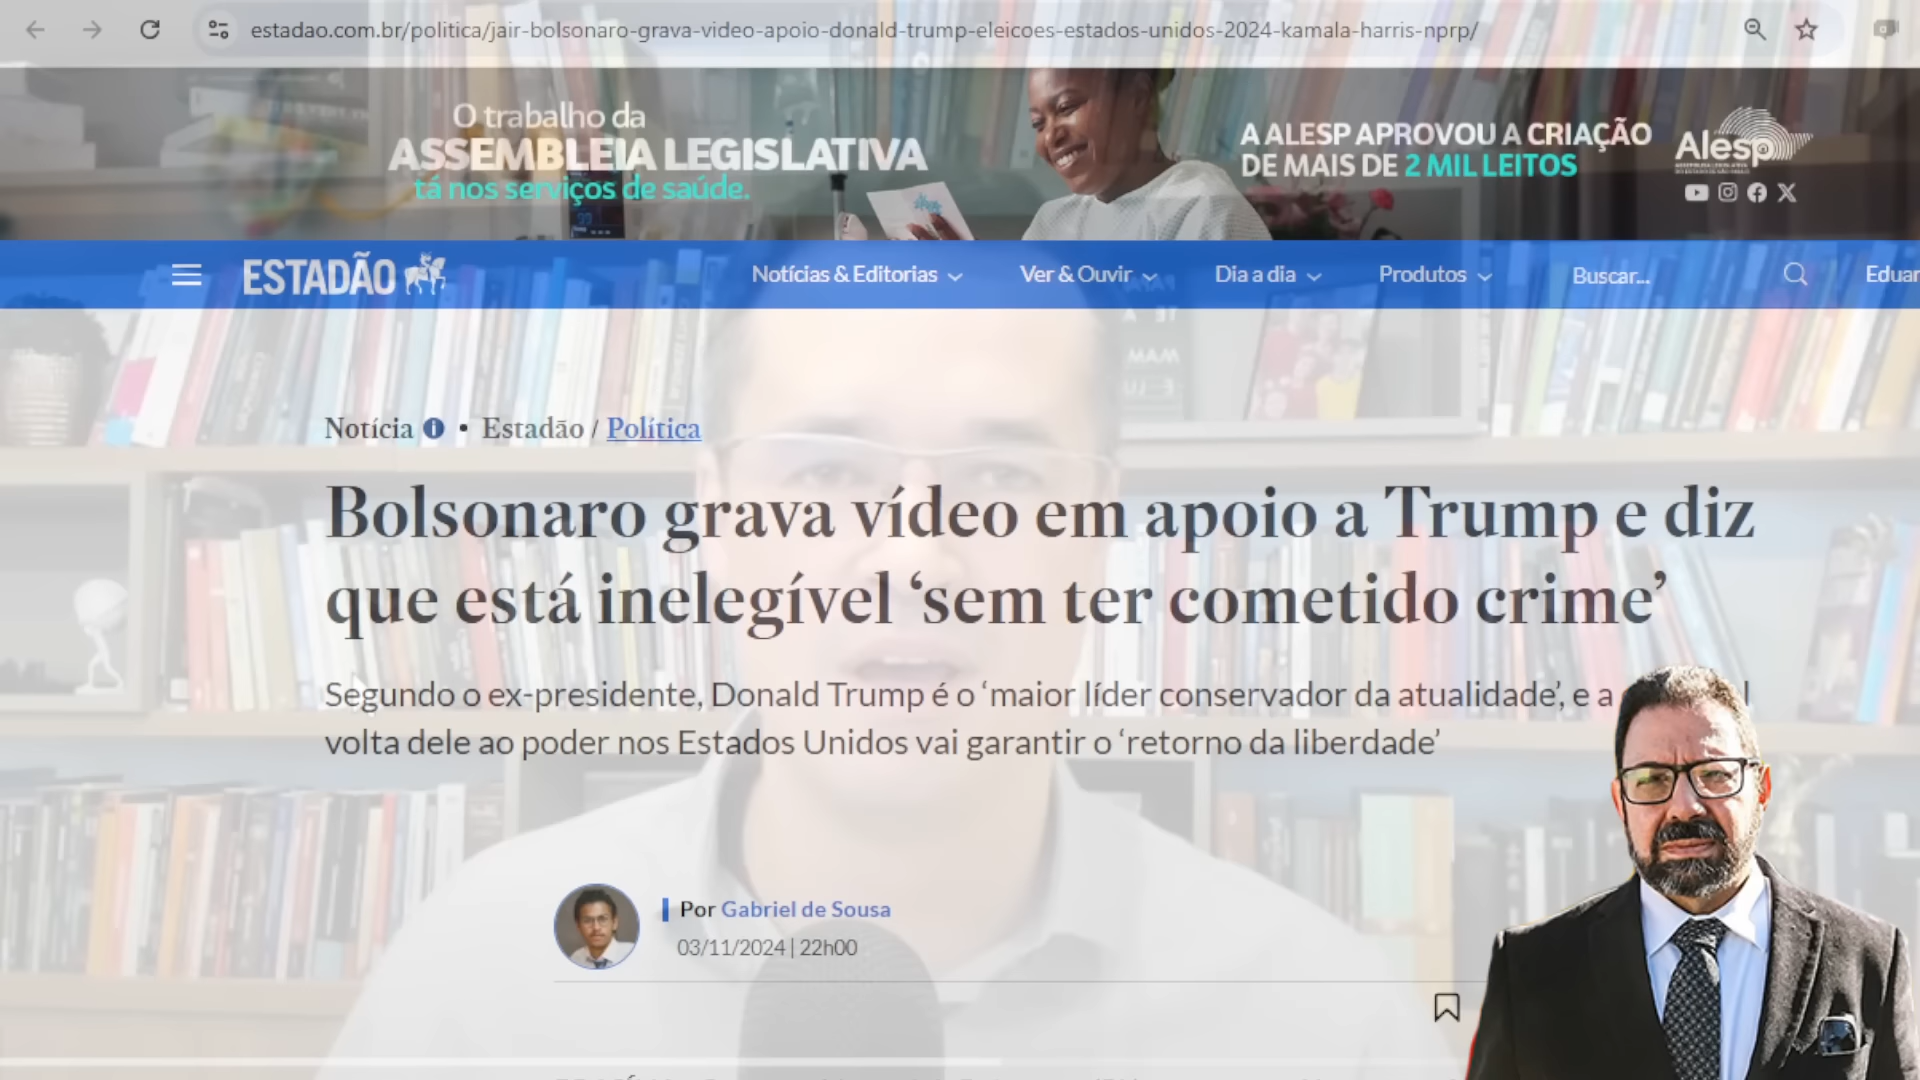 estadao.com.br/politica/jair-bolsonaro-grava-video-apoio-donald-trump-eleicoes-estados-unidos-2024-kamala-harris-nprp/
O trabalho da
ASSEMBLEIA LEGISLATIVA
tá nos serviços de saúde.
A ALESP APROVOU A CRIAÇÃO
DE MAIS DE 2 MIL LEITOS
Alesp
ESTADÃO
Notícias & Editorias
Ver & Ouvir
Dia a dia
Produtos
Buscar...
Eduar
Notícia • Estadão / Política
Bolsonaro grava vídeo em apoio a Trump e diz
que está inelegível ‘sem ter cometido crime’
Segundo o ex-presidente, Donald Trump é o ‘maior líder conservador da atualidade’, e a
volta dele ao poder nos Estados Unidos vai garantir o ‘retorno da liberdade’
Por Gabriel de Sousa
03/11/2024 | 22h00